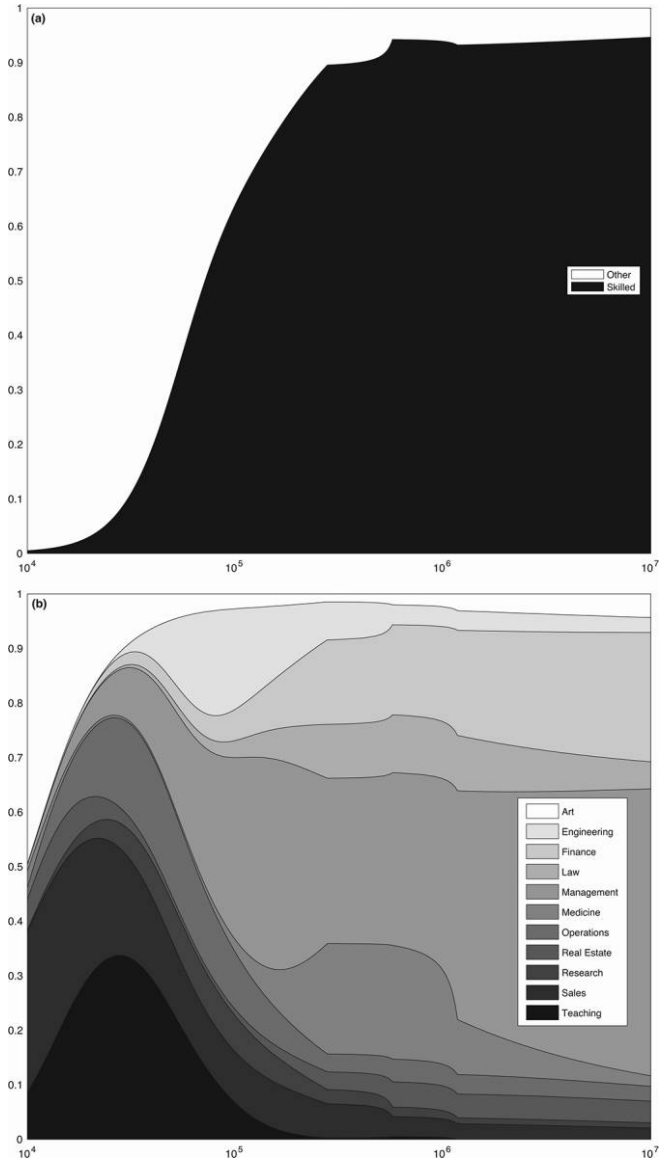 1
(a)
0.9
0.8
0.7
0.6
0.5
Other
Skilled
0.4
0.3
0.2
0.1
0
10^4
10^5
10^6
10^7
1
(b)
0.9
0.8
0.7
0.6
Art
Engineering
0.5
Finance
Law
Management
0.4
Medicine
Operations
Real Estate
0.3
Research
Sales
Teaching
0.2
0.1
0
10^4
10^5
10^6
10^7